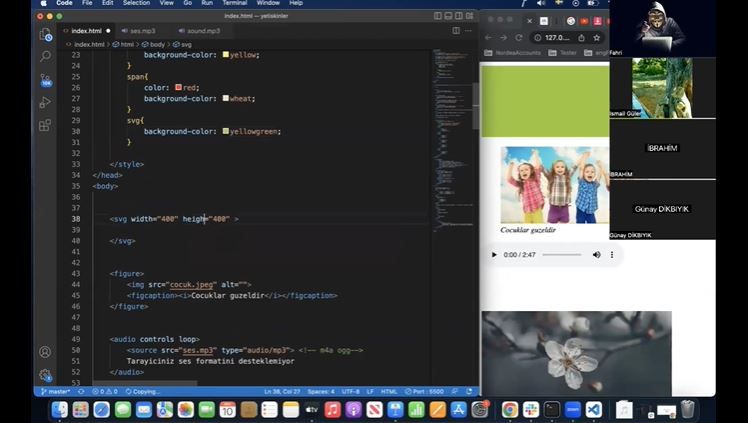 Code File Edit Selection View Go Run Terminal Window Help
index.html — yetiskinler
index.html ses.mp3 sound.mp3
index.html > html > body > svg
23 background-color: yellow;
24 }
25 span{
26 color: red;
27 background-color: wheat;
28 }
29 svg{
30 background-color: yellowgreen;
31 }
32
33 </style>
34 </head>
35 <body>
36
37
38 <svg width="400" heigh="400" >
39
40 </svg>
41
42
43 <figure>
44 <img src="cocuk.jpeg" alt="">
45 <figcaption><i>Cocuklar guzeldir</i></figcaption>
46 </figure>
47
48
49 <audio controls loop>
50 <source src="ses.mp3" type="audio/mp3"> <!-- m4a ogg-->
51 Tarayiciniz ses formatini desteklemiyor
52 </audio>
53
master* 0 0 Copying... Ln 38, Col 27 Spaces: 4 UTF-8 LF HTML Port : 5500
127.0....
NordeaAccounts Tester
Cocuklar guzeldir
0:00 / 2:47
Fahri
Ismail Güler
İBRAHİM
IBRAHIM
Günay DİKBIYIK
Günay DİKBIYIK